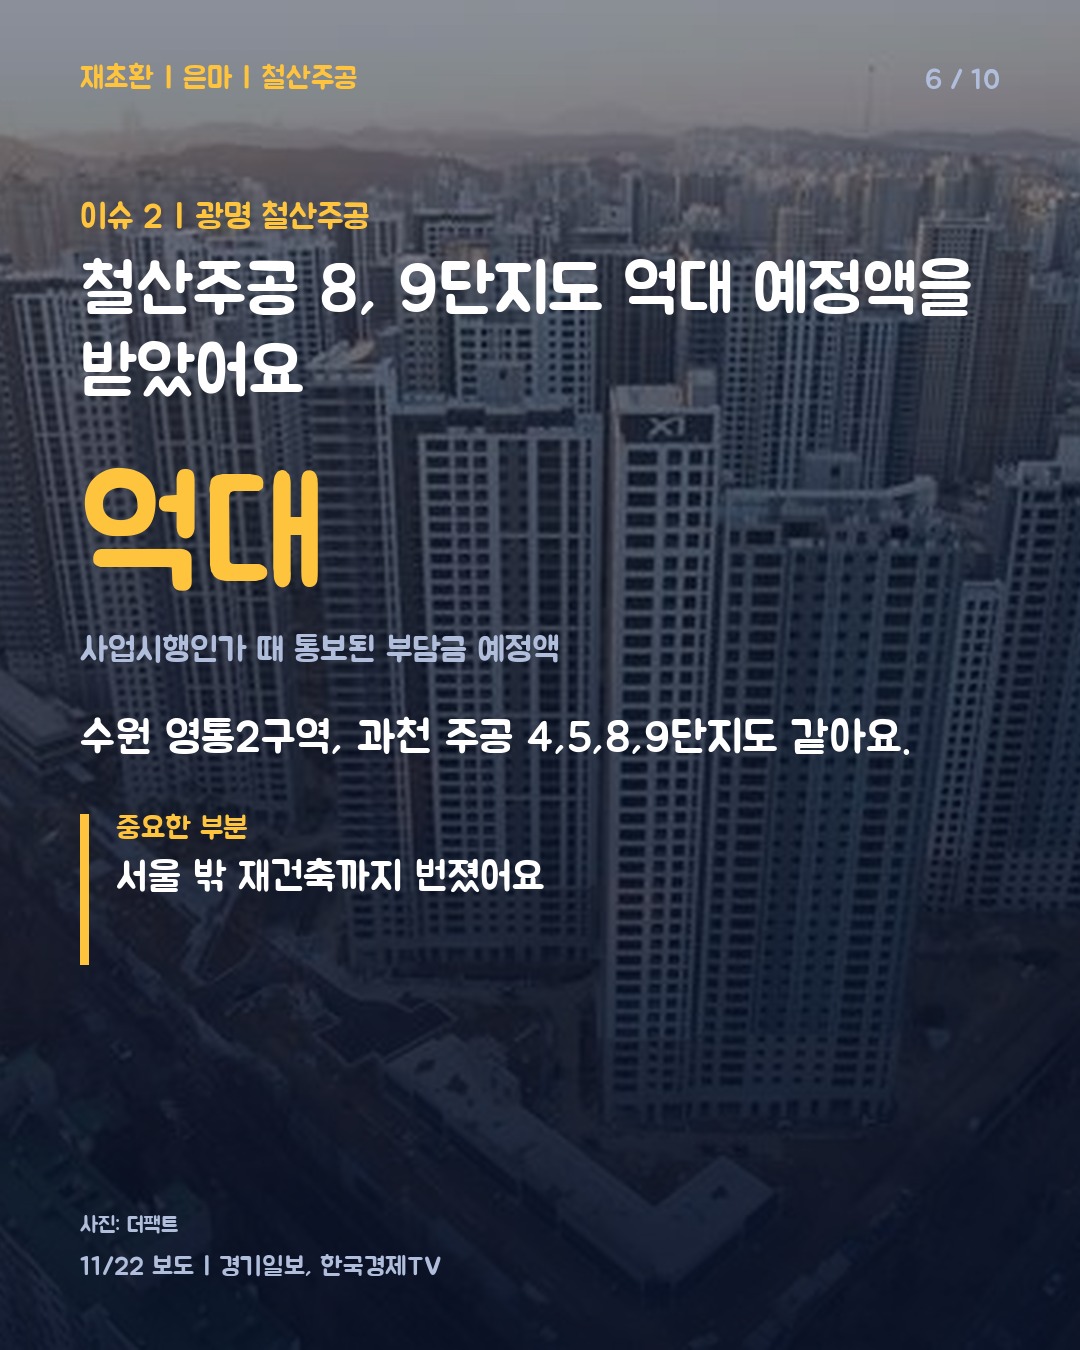 재초환 | 은마 | 철산주공
6 / 10
이슈 2 | 광명 철산주공
철산주공 8, 9단지도 억대 예정액을
받았어요
XI
억대
사업시행인가 때 통보된 부담금 예정액
수원 영통2구역, 과천 주공 4,5,8,9단지도 같아요.
중요한 부분
서울 밖 재건축까지 번졌어요
사진: 더팩트
11/22 보도 | 경기일보, 한국경제TV